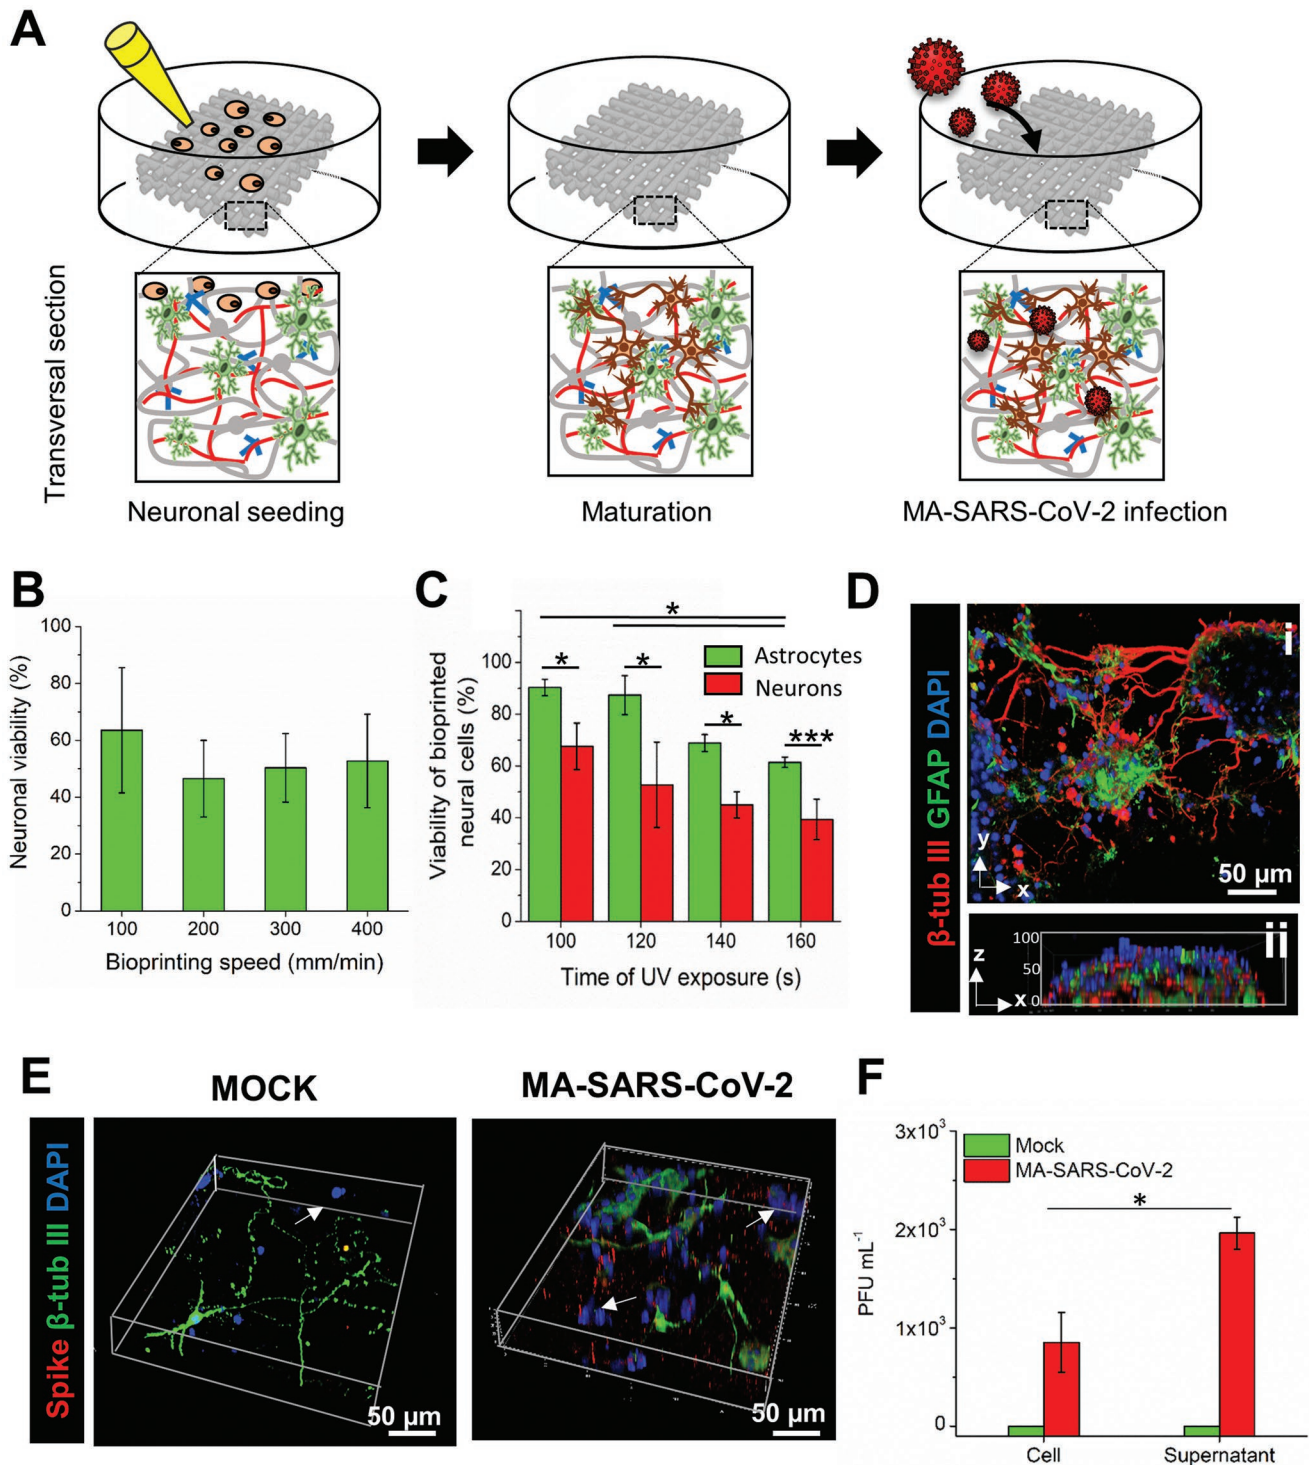 A
Transversal section
Neuronal seeding
Maturation
MA-SARS-CoV-2 infection
B
Neuronal viability (%)
100
80
60
40
20
0
100 200 300 400
Bioprinting speed (mm/min)
C
Viability of bioprinted
neural cells (%)
100
80
60
40
20
0
*
* * * ***
Astrocytes
Neurons
100 120 140 160
Time of UV exposure (s)
D
β-tub III GFAP DAPI
i
y
x
50 µm
ii
z
x
100
50
0
E
MOCK
MA-SARS-CoV-2
Spike β-tub III DAPI
50 µm
50 µm
F
PFU mL⁻¹
3x10³
2x10³
1x10³
0
Mock
MA-SARS-CoV-2
*
Cell
Supernatant